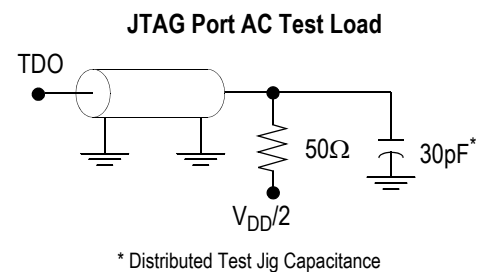 JTAG Port AC Test Load
TDO
50Ω
30pF*
VDD/2
* Distributed Test Jig Capacitance